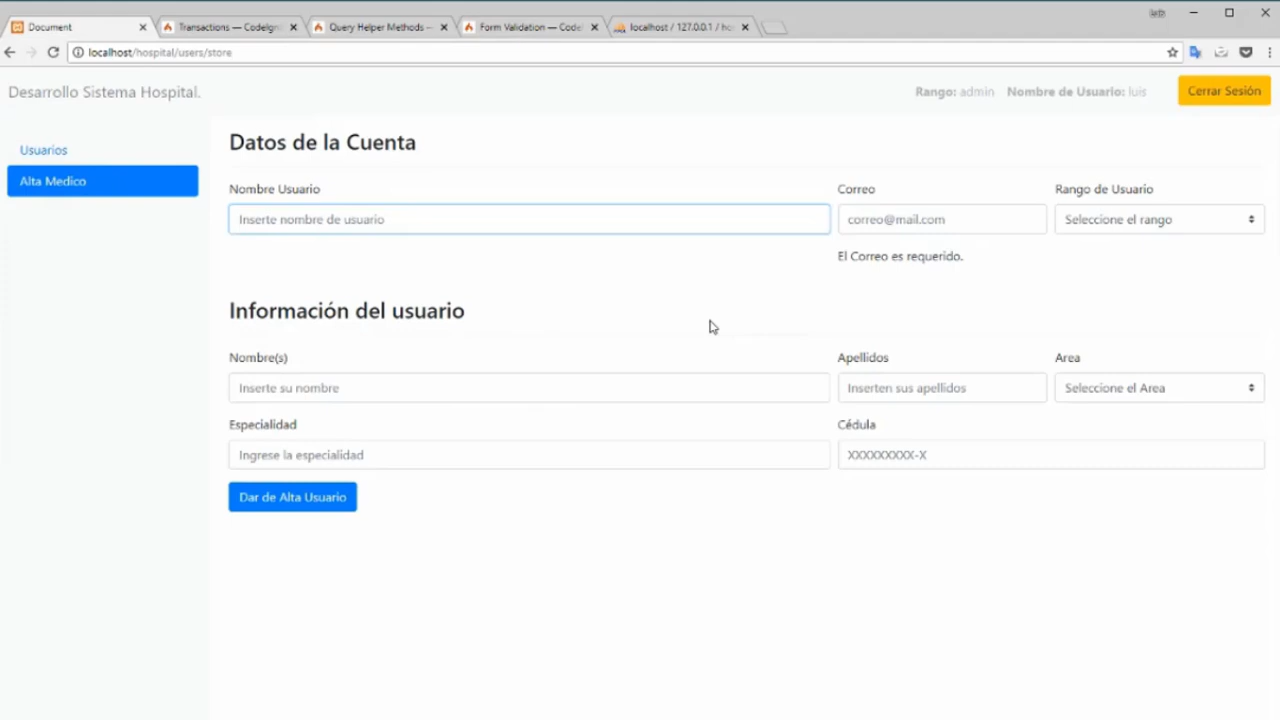 Document
Transactions — CodeIgn
Query Helper Methods —
Form Validation — Code
localhost / 127.0.0.1 / ho
localhost/hospital/users/store
Desarrollo Sistema Hospital.
Rango: admin Nombre de Usuario: luis
Cerrar Sesión
Usuarios
Alta Medico
Datos de la Cuenta
Nombre Usuario
Correo
Rango de Usuario
Inserte nombre de usuario
correo@mail.com
Seleccione el rango
El Correo es requerido.
Información del usuario
Nombre(s)
Apellidos
Area
Inserte su nombre
Inserten sus apellidos
Seleccione el Area
Especialidad
Cédula
Ingrese la especialidad
XXXXXXXXX-X
Dar de Alta Usuario